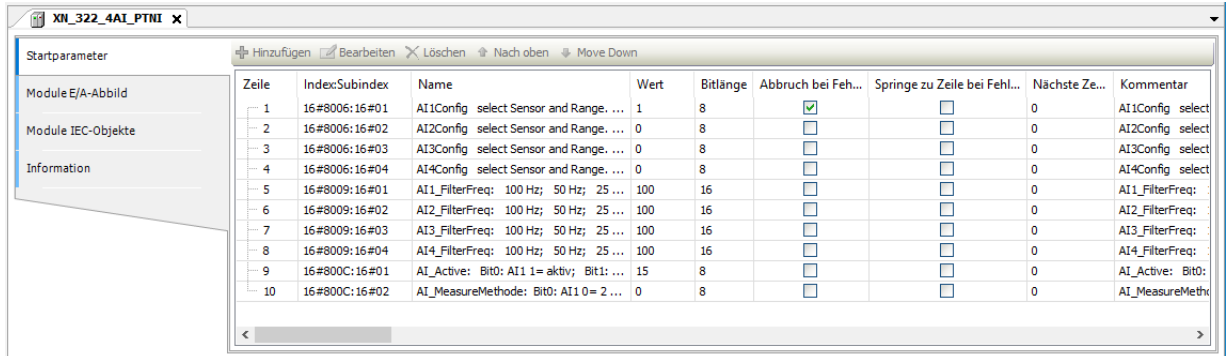 XN_322_4AI_PTNI X
Startparameter
Module E/A-Abbild
Module IEC-Objekte
Information
Hinzufügen Bearbeiten Löschen Nach oben Move Down
Zeile Index:Subindex Name Wert Bitlänge Abbruch bei Feh... Springe zu Zeile bei Fehl... Nächste Ze... Kommentar
1 16#8006:16#01 AI1Config select Sensor and Range. ... 1 8 0 AI1Config select
2 16#8006:16#02 AI2Config select Sensor and Range. ... 0 8 0 AI2Config select
3 16#8006:16#03 AI3Config select Sensor and Range. ... 0 8 0 AI3Config select
4 16#8006:16#04 AI4Config select Sensor and Range. ... 0 8 0 AI4Config select
5 16#8009:16#01 AI1_FilterFreq: 100 Hz; 50 Hz; 25 ... 100 16 0 AI1_FilterFreq:
6 16#8009:16#02 AI2_FilterFreq: 100 Hz; 50 Hz; 25 ... 100 16 0 AI2_FilterFreq:
7 16#8009:16#03 AI3_FilterFreq: 100 Hz; 50 Hz; 25 ... 100 16 0 AI3_FilterFreq:
8 16#8009:16#04 AI4_FilterFreq: 100 Hz; 50 Hz; 25 ... 100 16 0 AI4_FilterFreq:
9 16#800C:16#01 AI_Active: Bit0: AI1 1= aktiv; Bit1: ... 15 8 0 AI_Active: Bit0:
10 16#800C:16#02 AI_MeasureMethode: Bit0: AI1 0= 2 ... 0 8 0 AI_MeasureMetho